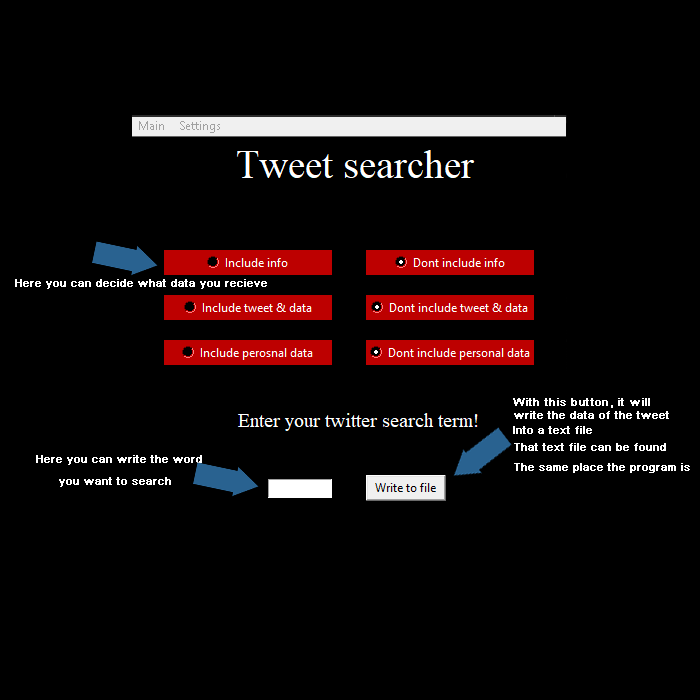 Main Settings
Tweet searcher
Include info
Dont include info
Here you can decide what data you recieve
Include tweet & data
Dont include tweet & data
Include perosnal data
Dont include personal data
Enter your twitter search term!
With this button, it will
write the data of the tweet
Into a text file
That text file can be found
The same place the program is
Here you can write the word
you want to search
Write to file